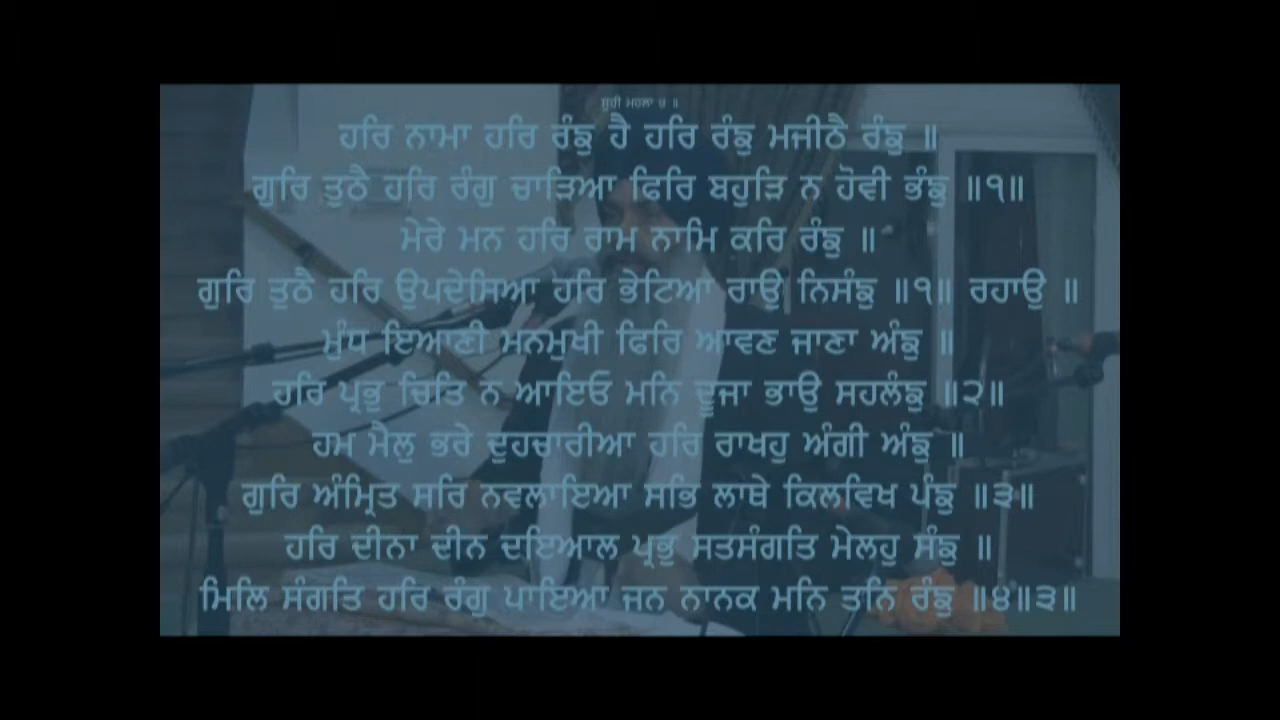 ਸੂਹੀ ਮਹਲਾ ੪ ॥
ਹਰਿ ਨਾਮਾ ਹਰਿ ਰੰਙੁ ਹੈ ਹਰਿ ਰੰਙੁ ਮਜੀਠੈ ਰੰਙੁ ॥
ਗੁਰਿ ਤੁਠੈ ਹਰਿ ਰੰਗੁ ਚਾੜਿਆ ਫਿਰਿ ਬਹੁੜਿ ਨ ਹੋਵੀ ਭੰਙੁ ॥੧॥
ਮੇਰੇ ਮਨ ਹਰਿ ਰਾਮ ਨਾਮਿ ਕਰਿ ਰੰਙੁ ॥
ਗੁਰਿ ਤੁਠੈ ਹਰਿ ਉਪਦੇਸਿਆ ਹਰਿ ਭੇਟਿਆ ਰਾਉ ਨਿਸੰਙੁ ॥੧॥ ਰਹਾਉ ॥
ਮੁੰਧ ਇਆਣੀ ਮਨਮੁਖੀ ਫਿਰਿ ਆਵਣ ਜਾਣਾ ਅੰਙੁ ॥
ਹਰਿ ਪ੍ਰਭੁ ਚਿਤਿ ਨ ਆਇਓ ਮਨਿ ਦੂਜਾ ਭਾਉ ਸਹਲੰਙੁ ॥੨॥
ਹਮ ਮੈਲੁ ਭਰੇ ਦੁਹਚਾਰੀਆ ਹਰਿ ਰਾਖਹੁ ਅੰਗੀ ਅੰਙੁ ॥
ਗੁਰਿ ਅੰਮ੍ਰਿਤ ਸਰਿ ਨਵਲਾਇਆ ਸਭਿ ਲਾਥੇ ਕਿਲਵਿਖ ਪੰਙੁ ॥੩॥
ਹਰਿ ਦੀਨਾ ਦੀਨ ਦਇਆਲ ਪ੍ਰਭੁ ਸਤਸੰਗਤਿ ਮੇਲਹੁ ਸੰਙੁ ॥
ਮਿਲਿ ਸੰਗਤਿ ਹਰਿ ਰੰਗੁ ਪਾਇਆ ਜਨ ਨਾਨਕ ਮਨਿ ਤਨਿ ਰੰਙੁ ॥੪॥੩॥